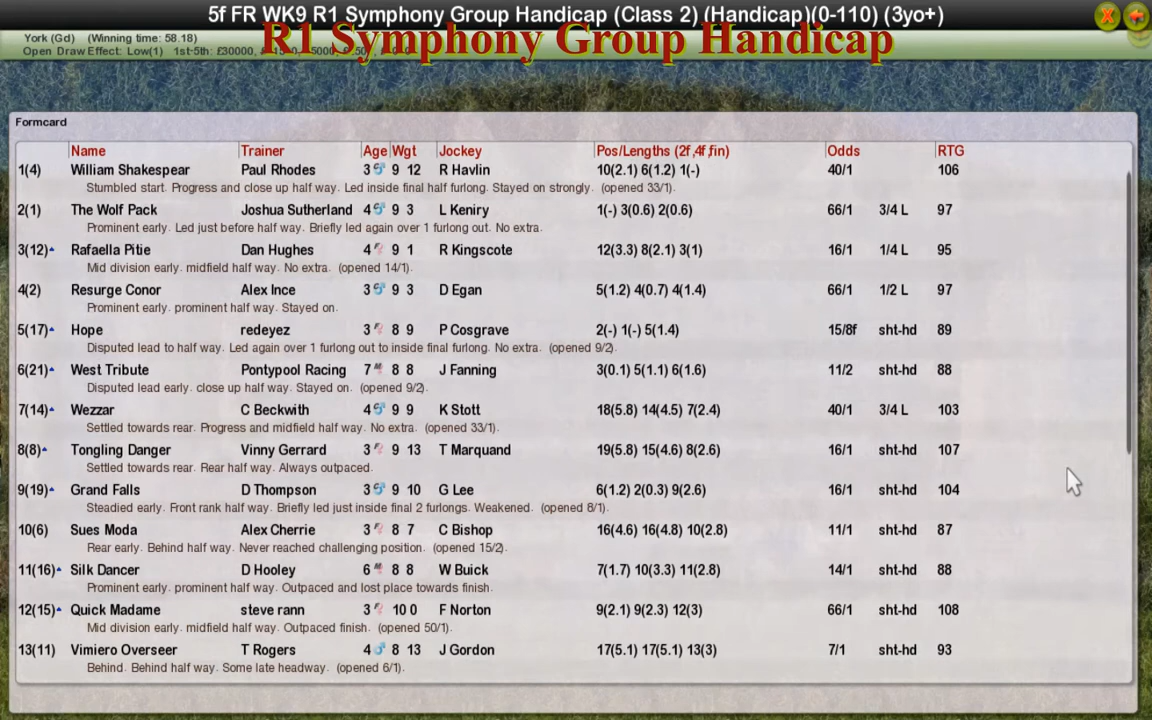 5f FR WK9 R1 Symphony Group Handicap (Class 2) (Handicap)(0-110) (3yo+)
R1 Symphony Group Handicap
York (Gd) (Winning time: 58.18)
Open Draw Effect: Low(1) 1st-5th: £30000,
Formcard
Name Trainer Age Wgt Jockey Pos/Lengths (2f,4f,fin) Odds RTG
1(4) William Shakespear Paul Rhodes 3 9 12 R Havlin 10(2.1) 6(1.2) 1(-) 40/1 106
Stumbled start. Progress and close up half way. Led inside final half furlong. Stayed on strongly. (opened 33/1).
2(1) The Wolf Pack Joshua Sutherland 4 9 3 L Keniry 1(-) 3(0.6) 2(0.6) 66/1 3/4 L 97
Prominent early. Led just before half way. Briefly led again over 1 furlong out. No extra.
3(12) Rafaella Pitie Dan Hughes 4 9 1 R Kingscote 12(3.3) 8(2.1) 3(1) 16/1 1/4 L 95
Mid division early. midfield half way. No extra. (opened 14/1).
4(2) Resurge Conor Alex Ince 3 9 3 D Egan 5(1.2) 4(0.7) 4(1.4) 66/1 1/2 L 97
Prominent early. prominent half way. Stayed on.
5(17) Hope redeyez 3 8 9 P Cosgrave 2(-) 1(-) 5(1.4) 15/8f sht-hd 89
Disputed lead to half way. Led again over 1 furlong out to inside final furlong. No extra. (opened 9/2).
6(21) West Tribute Pontypool Racing 7 8 8 J Fanning 3(0.1) 5(1.1) 6(1.6) 11/2 sht-hd 88
Disputed lead early. close up half way. Stayed on. (opened 9/2).
7(14) Wezzar C Beckwith 4 9 9 K Stott 18(5.8) 14(4.5) 7(2.4) 40/1 3/4 L 103
Settled towards rear. Progress and midfield half way. No extra. (opened 33/1).
8(8) Tongling Danger Vinny Gerrard 3 9 13 T Marquand 19(5.8) 15(4.6) 8(2.6) 16/1 sht-hd 107
Settled towards rear. Rear half way. Always outpaced.
9(19) Grand Falls D Thompson 3 9 10 G Lee 6(1.2) 2(0.3) 9(2.6) 16/1 sht-hd 104
Steadied early. Front rank half way. Briefly led just inside final 2 furlongs. Weakened. (opened 8/1).
10(6) Sues Moda Alex Cherrie 3 8 7 C Bishop 16(4.6) 16(4.8) 10(2.8) 11/1 sht-hd 87
Rear early. Behind half way. Never reached challenging position. (opened 15/2).
11(16) Silk Dancer D Hooley 6 8 8 W Buick 7(1.7) 10(3.3) 11(2.8) 14/1 sht-hd 88
Prominent early. prominent half way. Outpaced and lost place towards finish.
12(15) Quick Madame steve rann 3 10 0 F Norton 9(2.1) 9(2.3) 12(3) 66/1 sht-hd 108
Mid division early. midfield half way. Outpaced finish. (opened 50/1).
13(11) Vimiero Overseer T Rogers 4 8 13 J Gordon 17(5.1) 17(5.1) 13(3) 7/1 sht-hd 93
Behind. Behind half way. Some late headway. (opened 6/1).